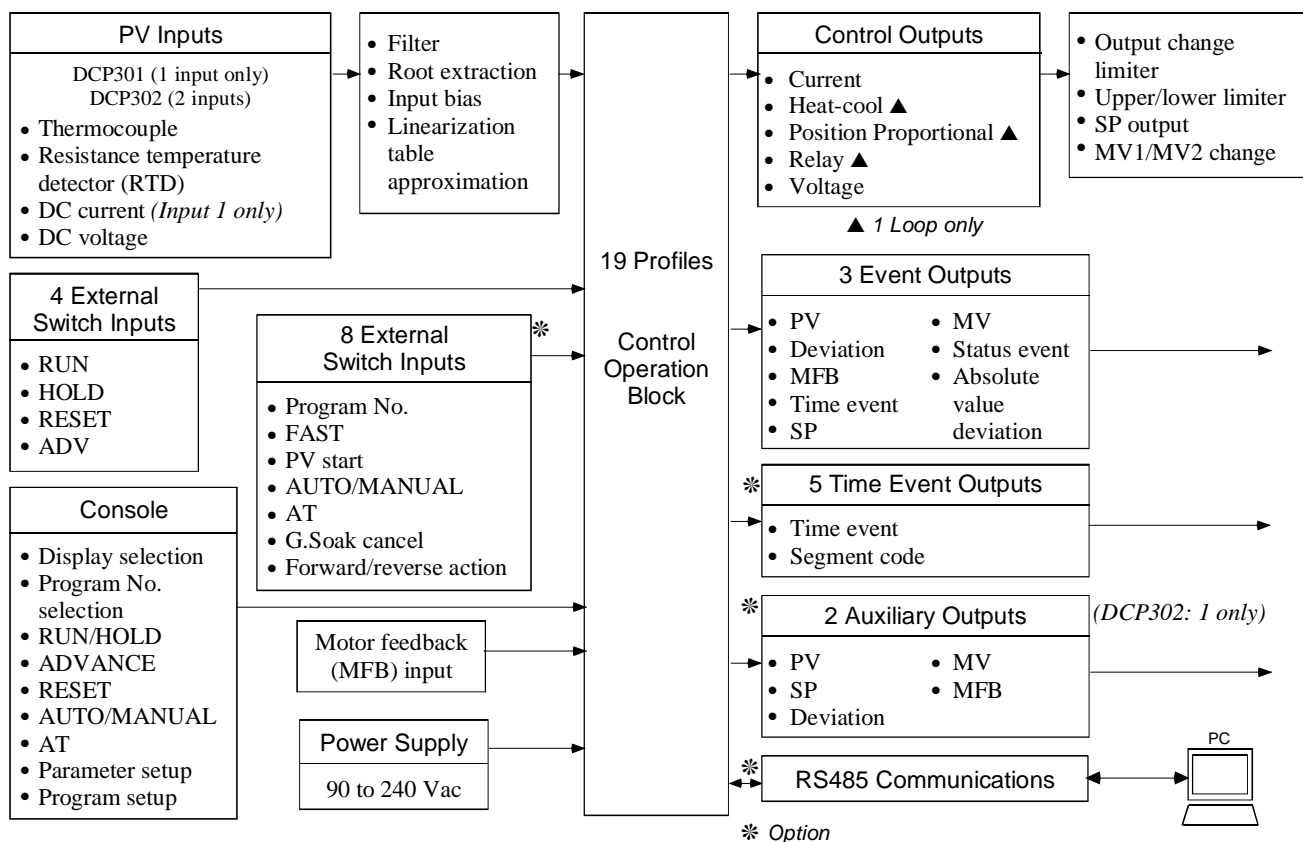 PV Inputs
DCP301 (1 input only)
DCP302 (2 inputs)
• Thermocouple
• Resistance temperature
detector (RTD)
• DC current (Input 1 only)
• DC voltage
• Filter
• Root extraction
• Input bias
• Linearization
table
approximation
4 External
Switch Inputs
• RUN
• HOLD
• RESET
• ADV
8 External
Switch Inputs
❋
• Program No.
• FAST
• PV start
• AUTO/MANUAL
• AT
• G.Soak cancel
• Forward/reverse action
Console
• Display selection
• Program No.
selection
• RUN/HOLD
• ADVANCE
• RESET
• AUTO/MANUAL
• AT
• Parameter setup
• Program setup
Motor feedback
(MFB) input
Power Supply
90 to 240 Vac
19 Profiles
Control
Operation
Block
Control Outputs
• Current
• Heat-cool ▲
• Position Proportional ▲
• Relay ▲
• Voltage
▲ 1 Loop only
• Output change
limiter
• Upper/lower limiter
• SP output
• MV1/MV2 change
3 Event Outputs
• PV
• Deviation
• MFB
• Time event
• SP
• MV
• Status event
• Absolute
value
deviation
❋ 5 Time Event Outputs
• Time event
• Segment code
❋ 2 Auxiliary Outputs (DCP302: 1 only)
• PV
• SP
• Deviation
• MV
• MFB
❋ RS485 Communications
PC
❋ Option